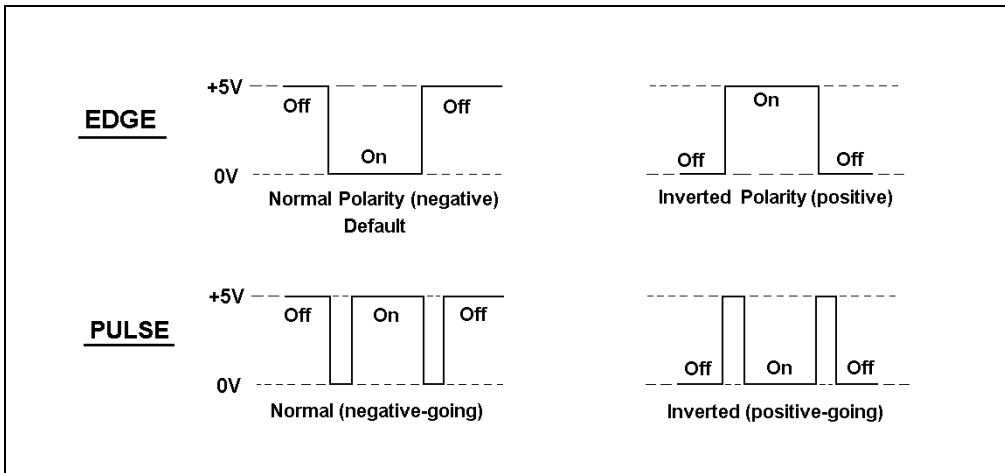 EDGE
+5V
Off
On
Off
0V
Normal Polarity (negative)
Default
On
Off
Off
Inverted Polarity (positive)
PULSE
+5V
Off
On
Off
0V
Normal (negative-going)
Off
On
Off
Inverted (positive-going)